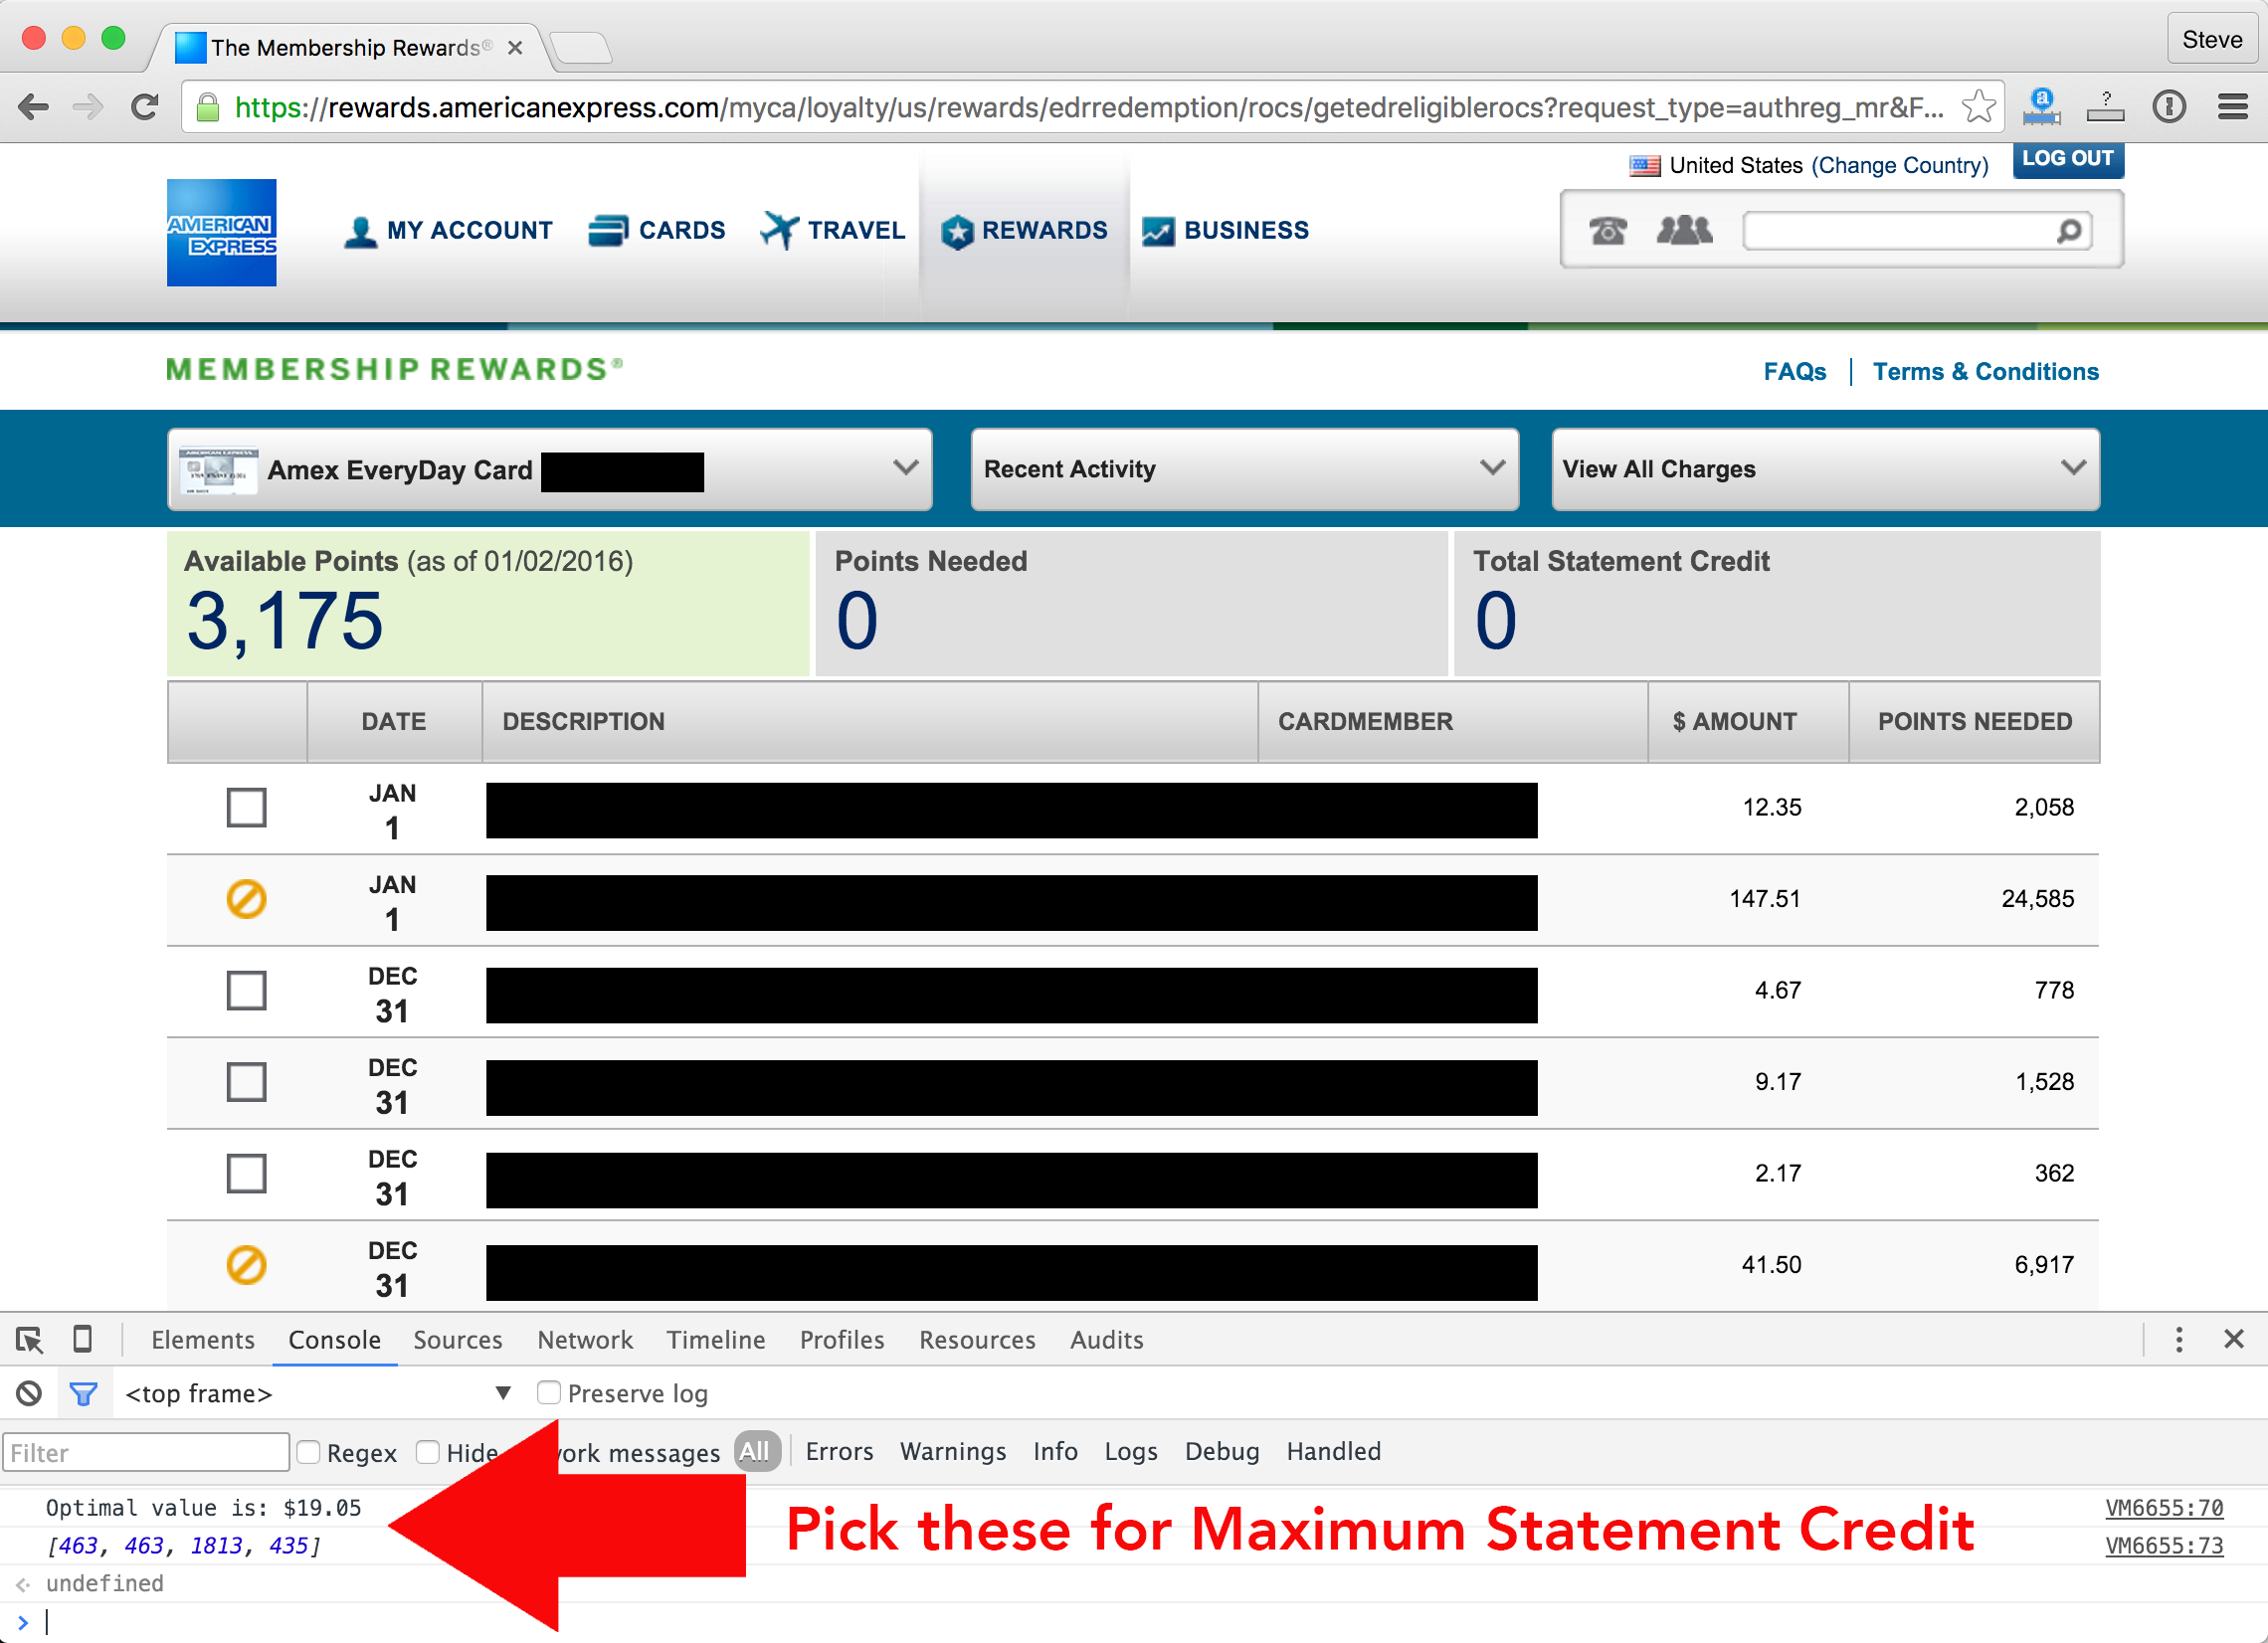 The Membership Rewards®
Steve
https://rewards.americanexpress.com/myca/loyalty/us/rewards/edrredemption/rocs/getedreligiblerocs?request_type=authreg_mr&F...
United States (Change Country) LOG OUT
AMERICAN EXPRESS
MY ACCOUNT CARDS TRAVEL REWARDS BUSINESS
MEMBERSHIP REWARDS®
FAQs Terms & Conditions
Amex EveryDay Card Recent Activity View All Charges
Available Points (as of 01/02/2016) Points Needed Total Statement Credit
3,175 0 0
DATE DESCRIPTION CARDMEMBER $ AMOUNT POINTS NEEDED
JAN 1 12.35 2,058
JAN 1 147.51 24,585
DEC 31 4.67 778
DEC 31 9.17 1,528
DEC 31 2.17 362
DEC 31 41.50 6,917
Elements Console Sources Network Timeline Profiles Resources Audits
<top frame> Preserve log
Filter Regex Hide work messages All Errors Warnings Info Logs Debug Handled
Optimal value is: $19.05 VM6655:70
[463, 463, 1813, 435] VM6655:73
Pick these for Maximum Statement Credit
undefined